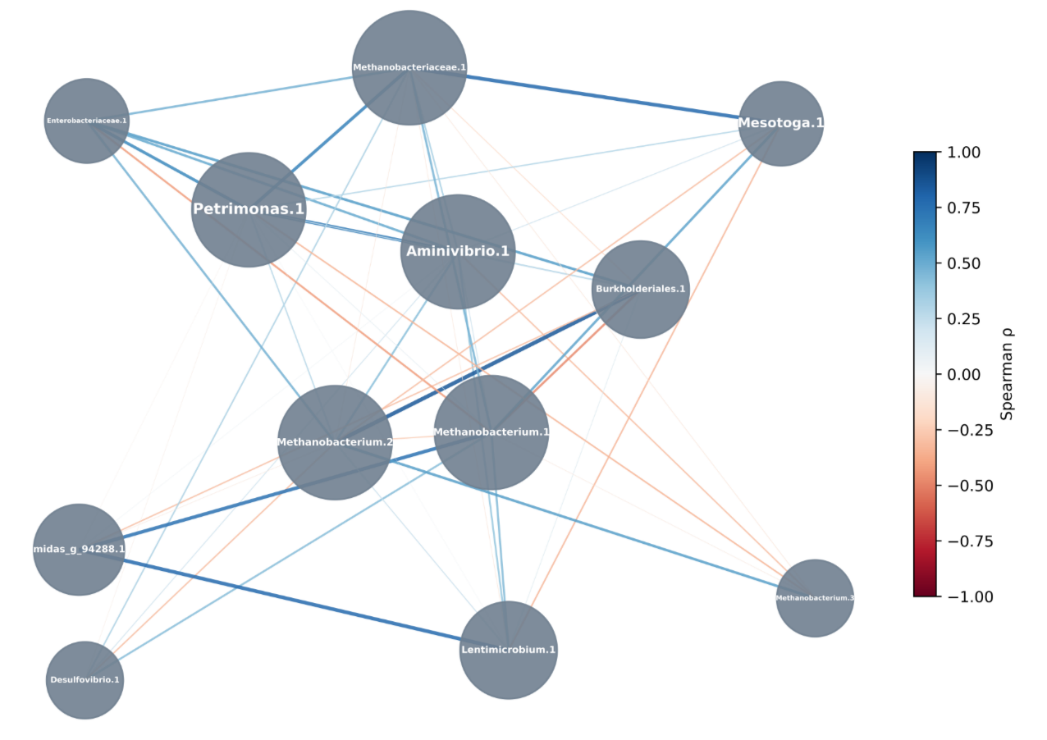 Methanobacteriaceae.1
Enterobacteriaceae.1
Mesotoga.1
Petrimonas.1
Aminivibrio.1
Burkholderiales.1
Methanobacterium.1
Methanobacterium.2
midas_g_94288.1
Methanobacterium.3
Lentimicrobium.1
Desulfovibrio.1
1.00
0.75
0.50
0.25
0.00
−0.25
−0.50
−0.75
−1.00
Spearman ρ